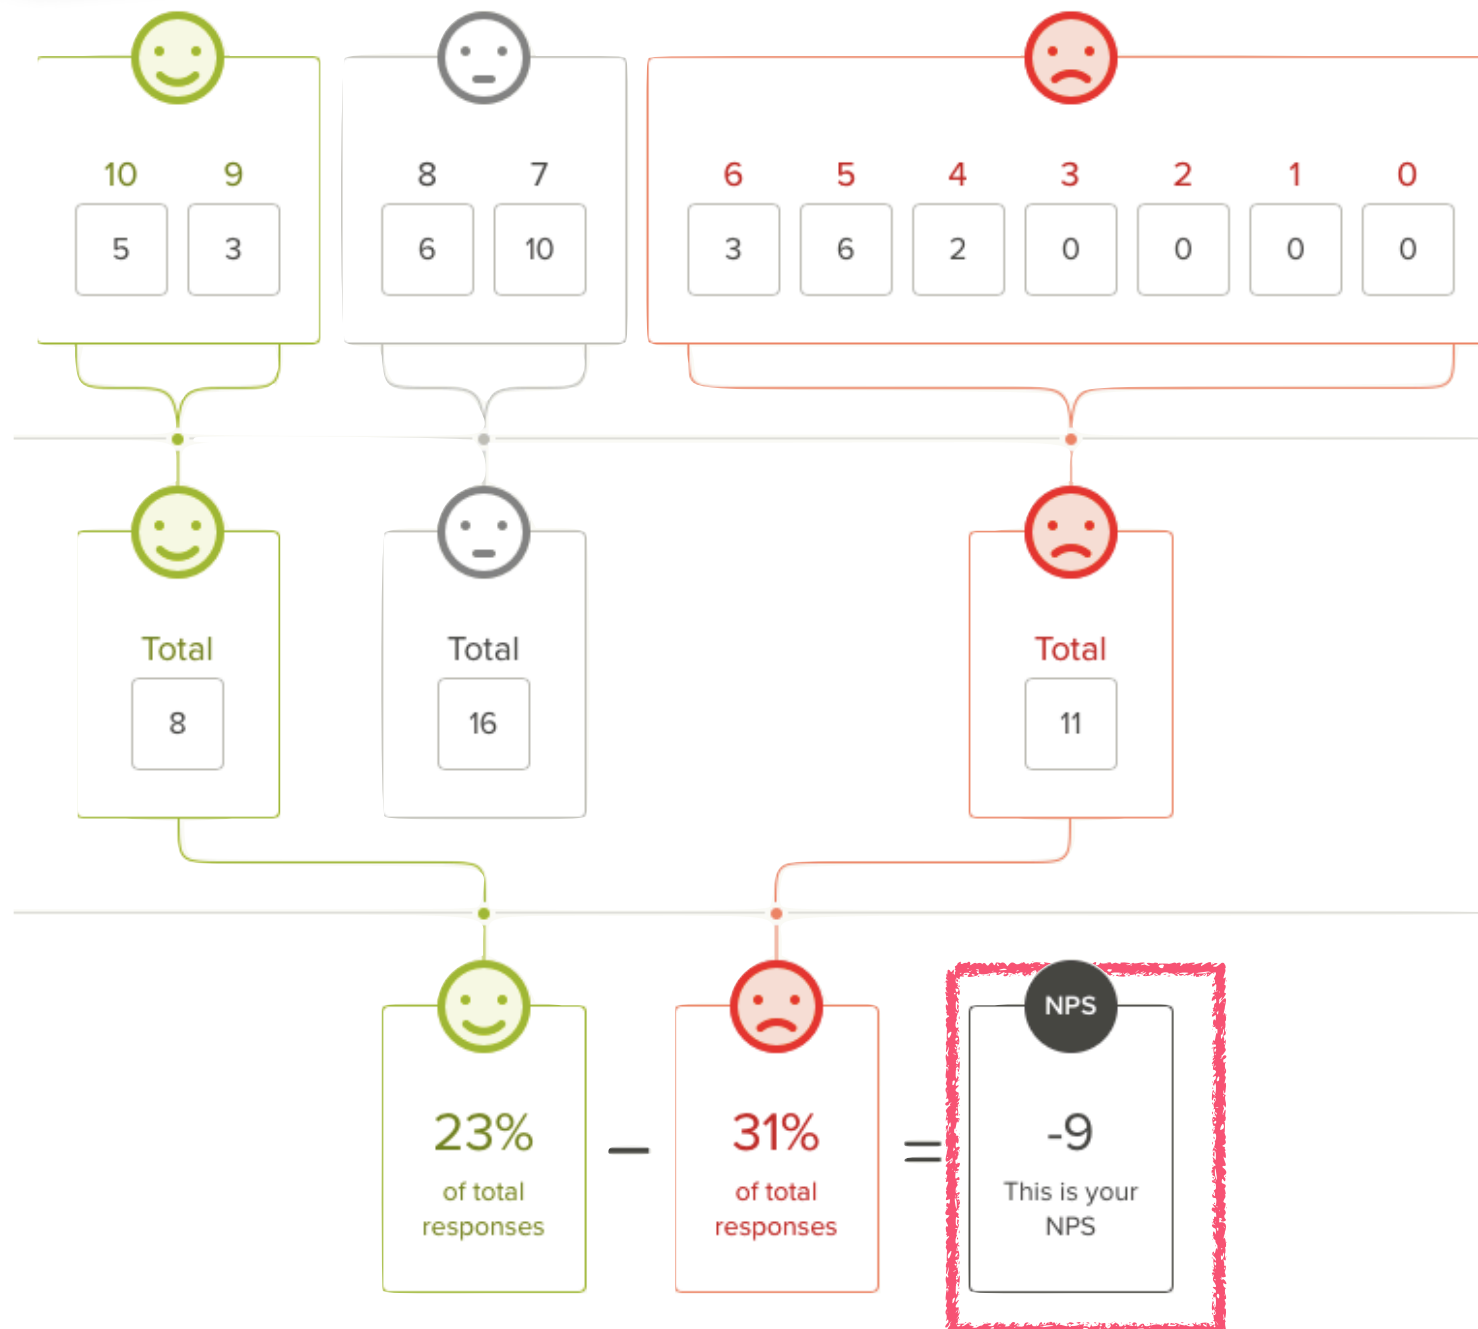 10 9 8 7 6 5 4 3 2 1 0
5 3 6 10 3 6 2 0 0 0 0
Total Total Total
8 16 11
NPS
23% — 31% = -9
of total of total This is your
responses responses NPS